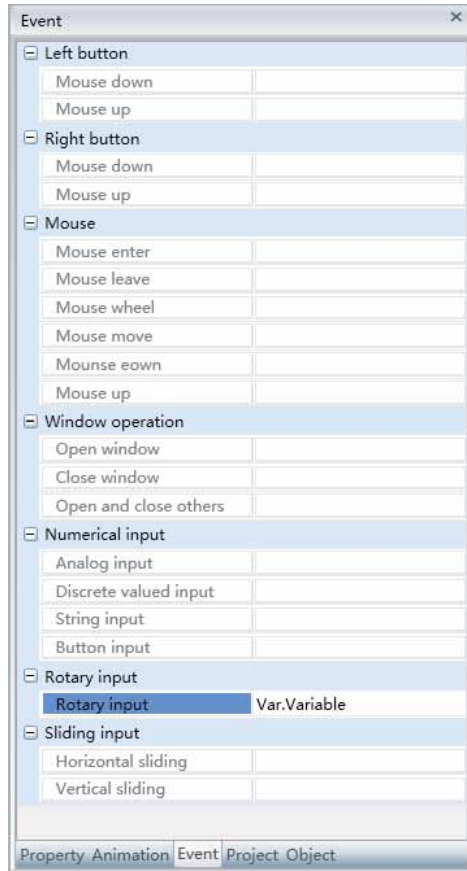 Event
Left button
Mouse down
Mouse up
Right button
Mouse down
Mouse up
Mouse
Mouse enter
Mouse leave
Mouse wheel
Mouse move
Mounse eown
Mouse up
Window operation
Open window
Close window
Open and close others
Numerical input
Analog input
Discrete valued input
String input
Button input
Rotary input
Rotary input Var.Variable
Sliding input
Horizontal sliding
Vertical sliding
Property Animation Event Project Object